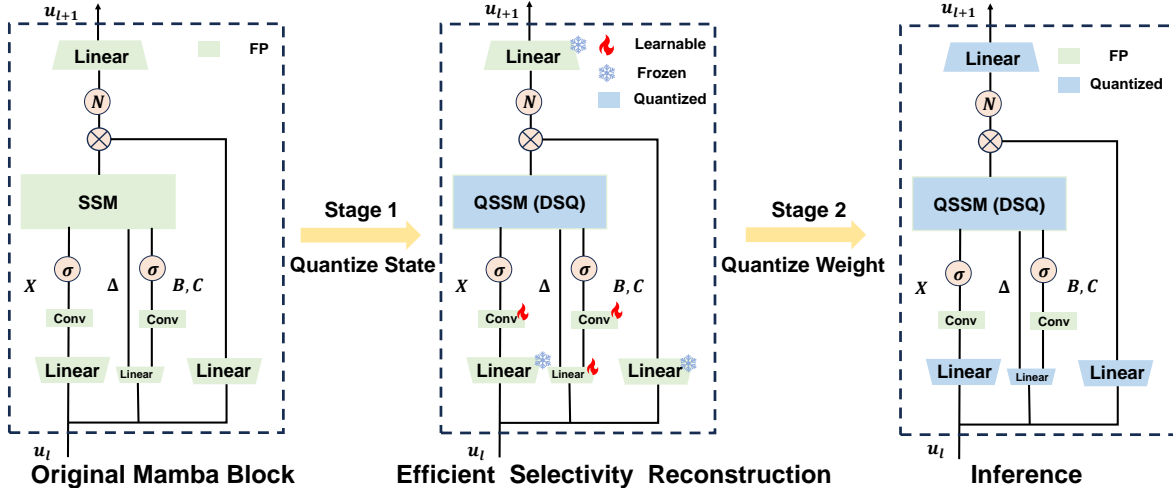 u_{l+1}
Linear
FP
N
SSM
σ
σ
X
Δ
B, C
Conv
Conv
Linear
Linear
Linear
u_l
Original Mamba Block
Stage 1
Quantize State
u_{l+1}
Linear
Learnable
Frozen
Quantized
N
QSSM (DSQ)
σ
σ
X
Δ
B, C
Conv
Conv
Linear
Linear
Linear
u_l
Efficient Selectivity Reconstruction
Stage 2
Quantize Weight
u_{l+1}
Linear
FP
Quantized
N
QSSM (DSQ)
σ
σ
X
Δ
B, C
Conv
Conv
Linear
Linear
Linear
u_l
Inference